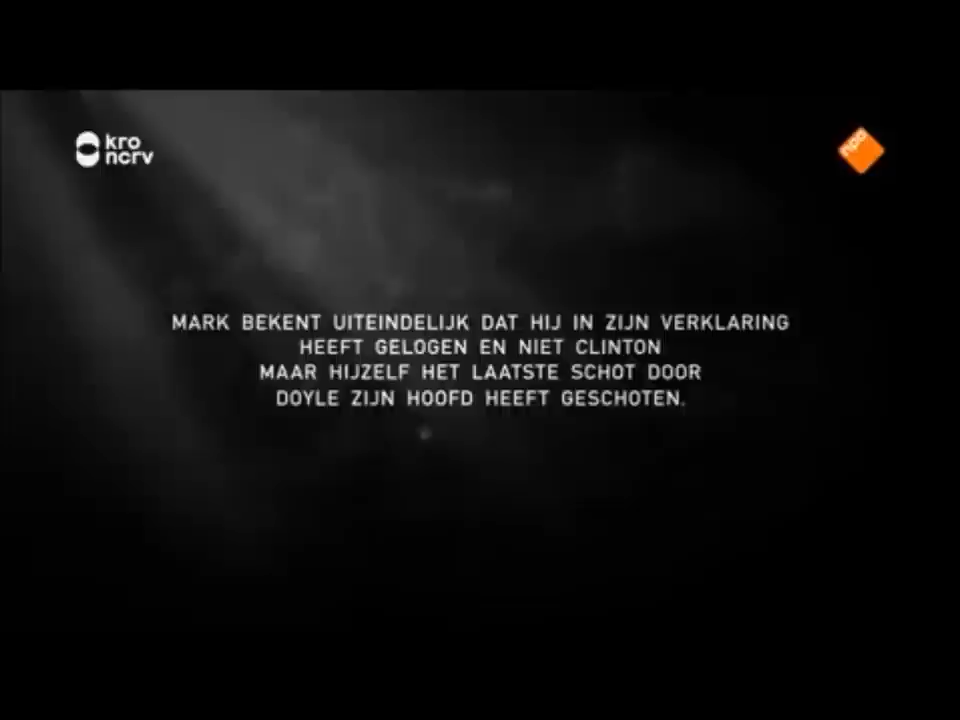 kro
ncrv
npo
MARK BEKENT UITEINDELIJK DAT HIJ IN ZIJN VERKLARING
HEEFT GELOGEN EN NIET CLINTON
MAAR HIJZELF HET LAATSTE SCHOT DOOR
DOYLE ZIJN HOOFD HEEFT GESCHOTEN.